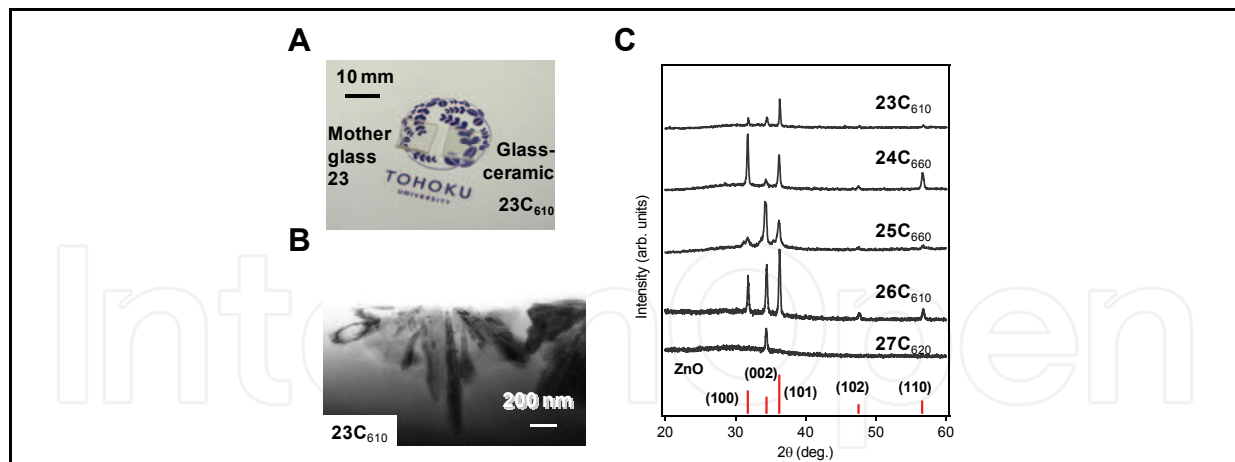 A
10 mm
Mother
glass
23
Glass-
ceramic
23C610
TOHOKU
UNIVERSITY
B
200 nm
23C610
C
23C610
24C660
25C660
26C610
27C620
ZnO
(100)
(002)
(101)
(102)
(110)
Intensity (arb. units)
20 30 40 50 60
2θ (deg.)
InTechOpen